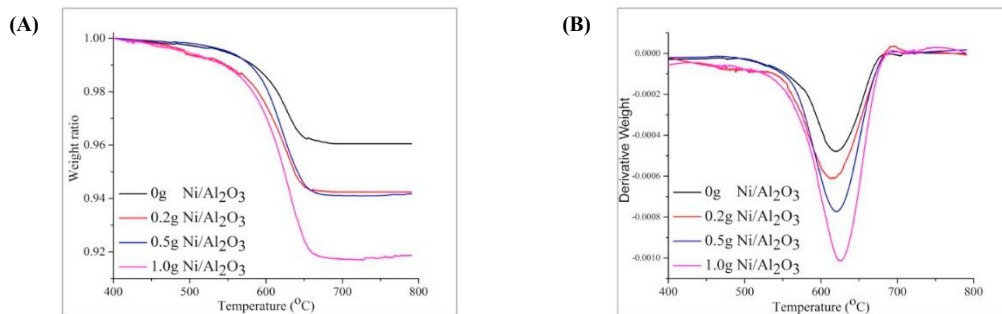 (A)
1.00
0.98
0.96
0.94
0.92
Weight ratio
0g Ni/Al₂O₃
0.2g Ni/Al₂O₃
0.5g Ni/Al₂O₃
1.0g Ni/Al₂O₃
400 500 600 700 800
Temperature (°C)
(B)
0.0000
-0.0002
-0.0004
-0.0006
-0.0008
-0.0010
Derivative Weight
0g Ni/Al₂O₃
0.2g Ni/Al₂O₃
0.5g Ni/Al₂O₃
1.0g Ni/Al₂O₃
400 500 600 700 800
Temperature (°C)